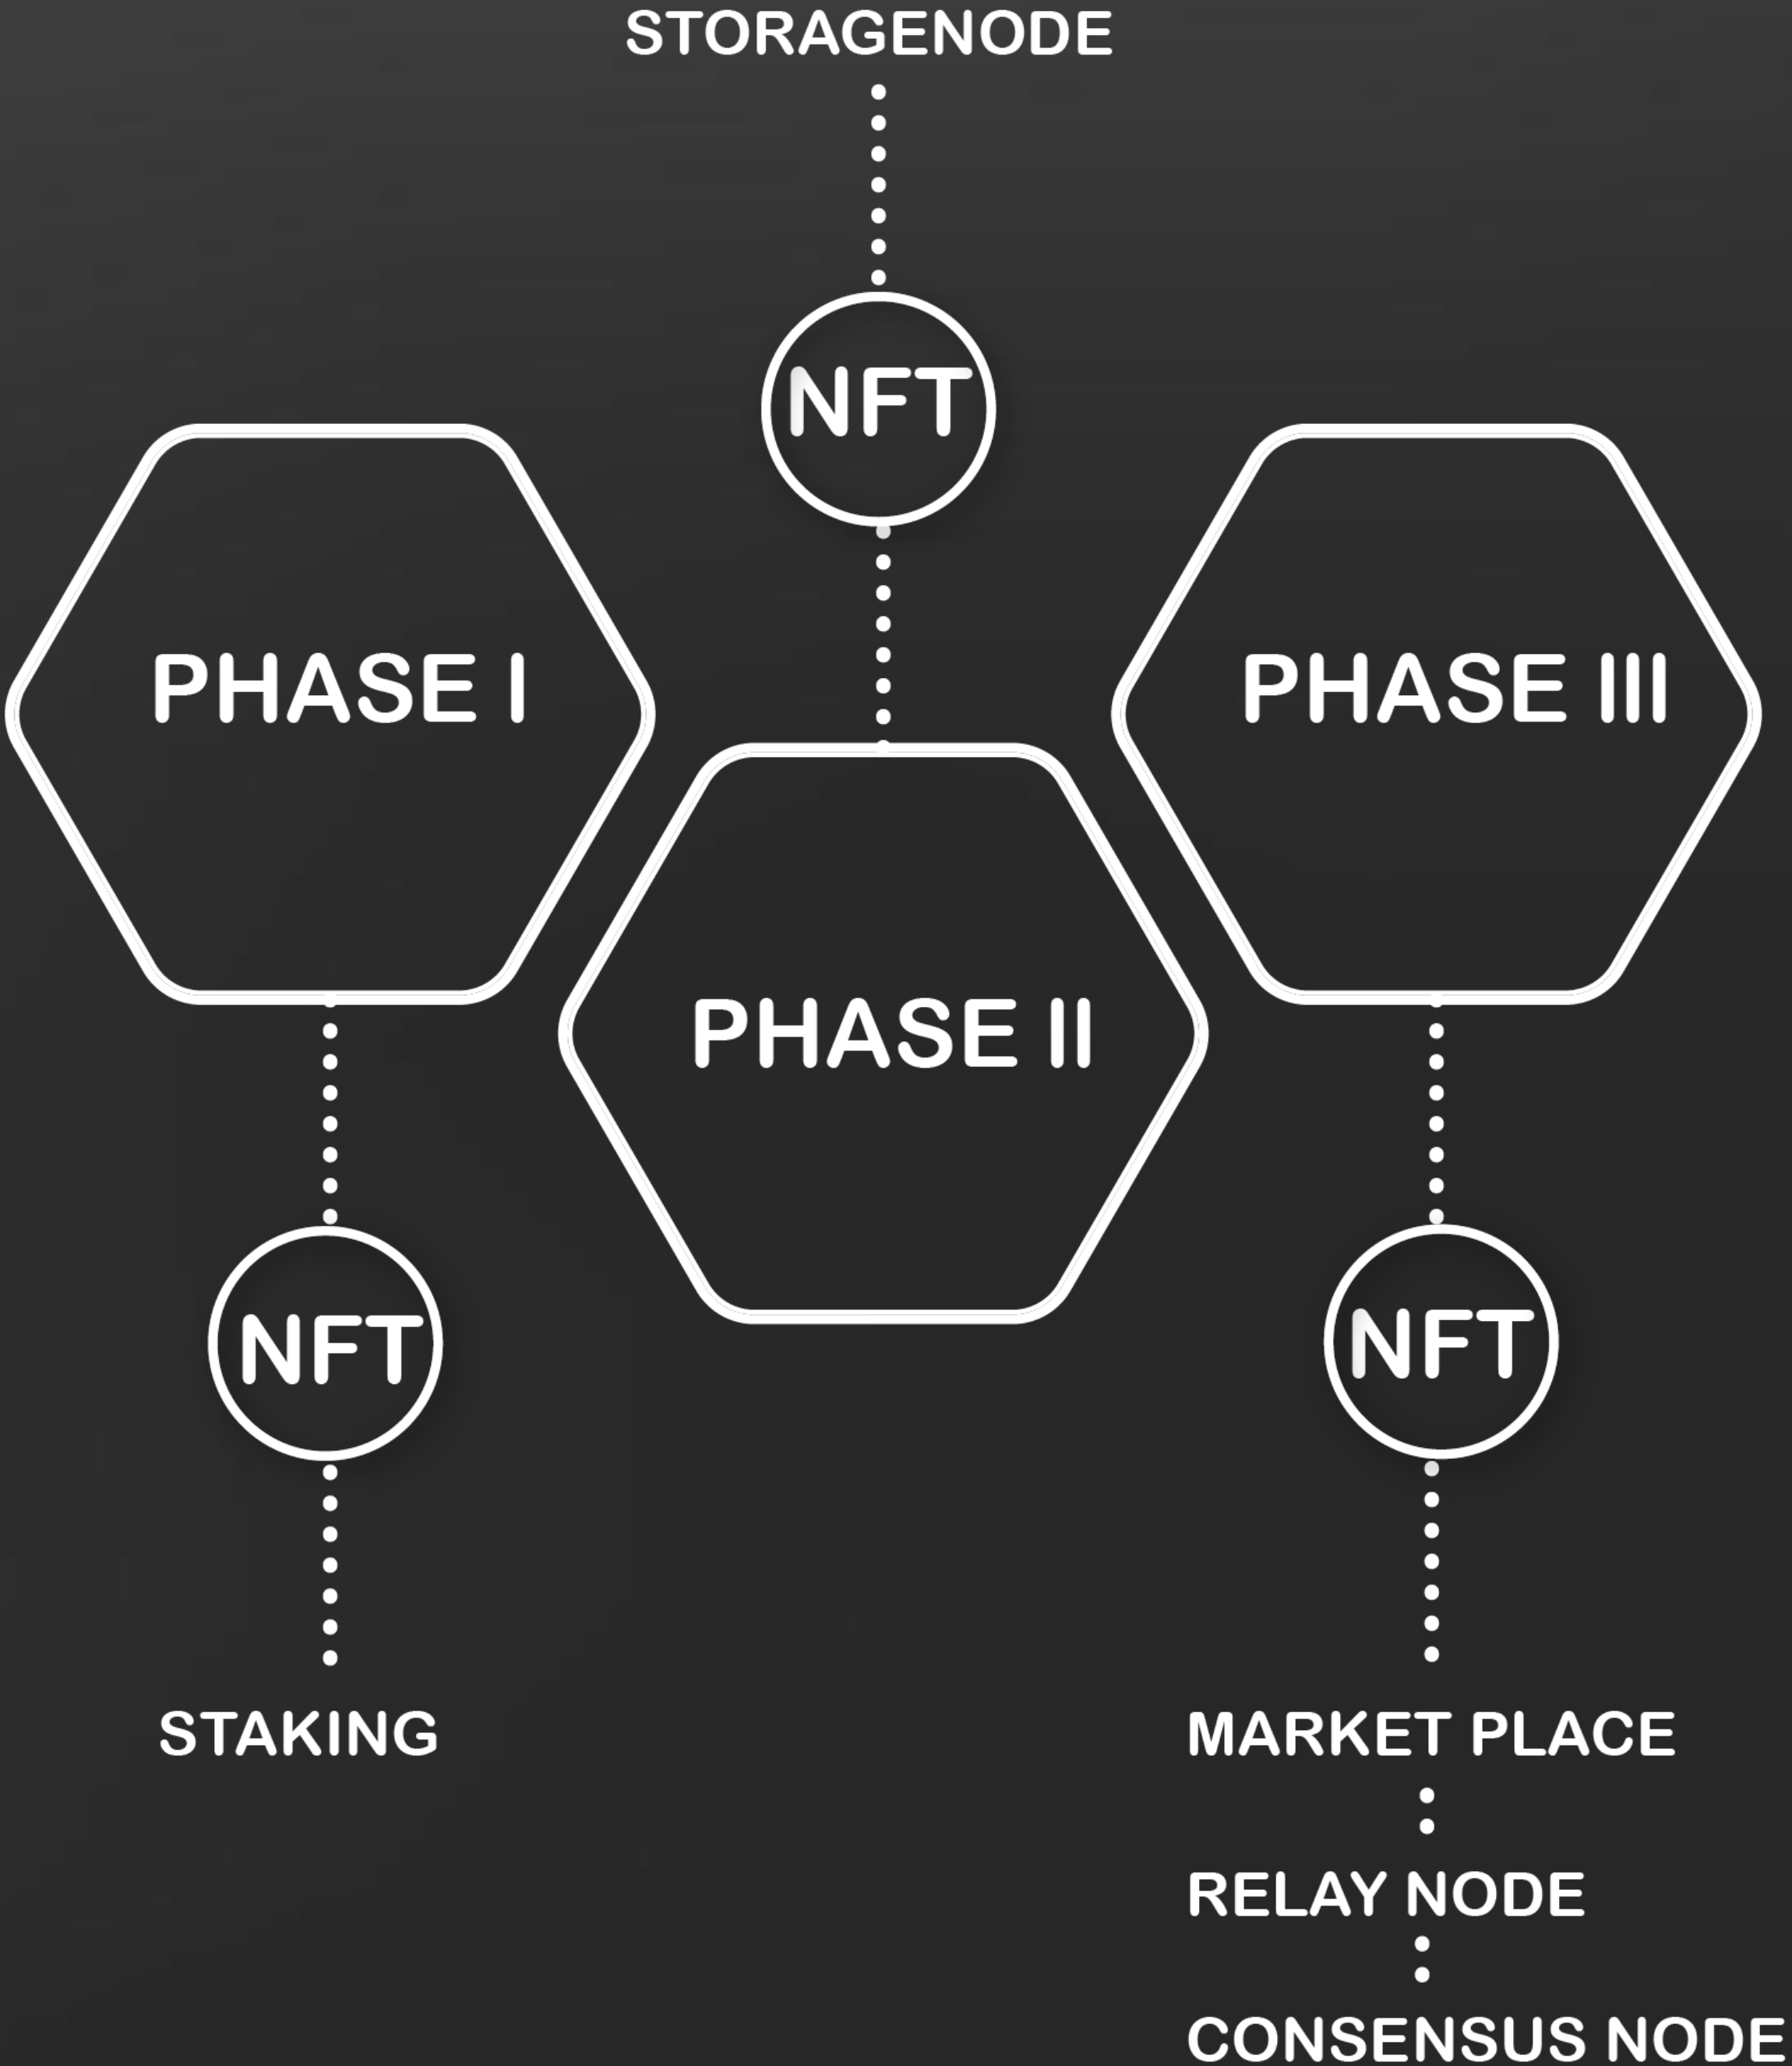 STORAGENODE
NFT
PHASE I
PHASE III
PHASE II
NFT
NFT
STAKING
MARKET PLACE
RELAY NODE
CONSENSUS NODE